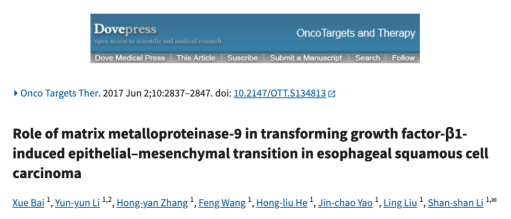 Dovepress
open access to scientific and medical research
OncoTargets and Therapy
Dove Medical Press | This Article | Suscribe | Submit a Manuscript | Search | Follow
Onco Targets Ther. 2017 Jun 2;10:2837–2847. doi: 10.2147/OTT.S134813
Role of matrix metalloproteinase-9 in transforming growth factor-β1-
induced epithelial–mesenchymal transition in esophageal squamous cell
carcinoma
Xue Bai 1, Yun-yun Li 1,2, Hong-yan Zhang 1, Feng Wang 1, Hong-liu He 1, Jin-chao Yao 1, Ling Liu 1, Shan-shan Li 1,✉